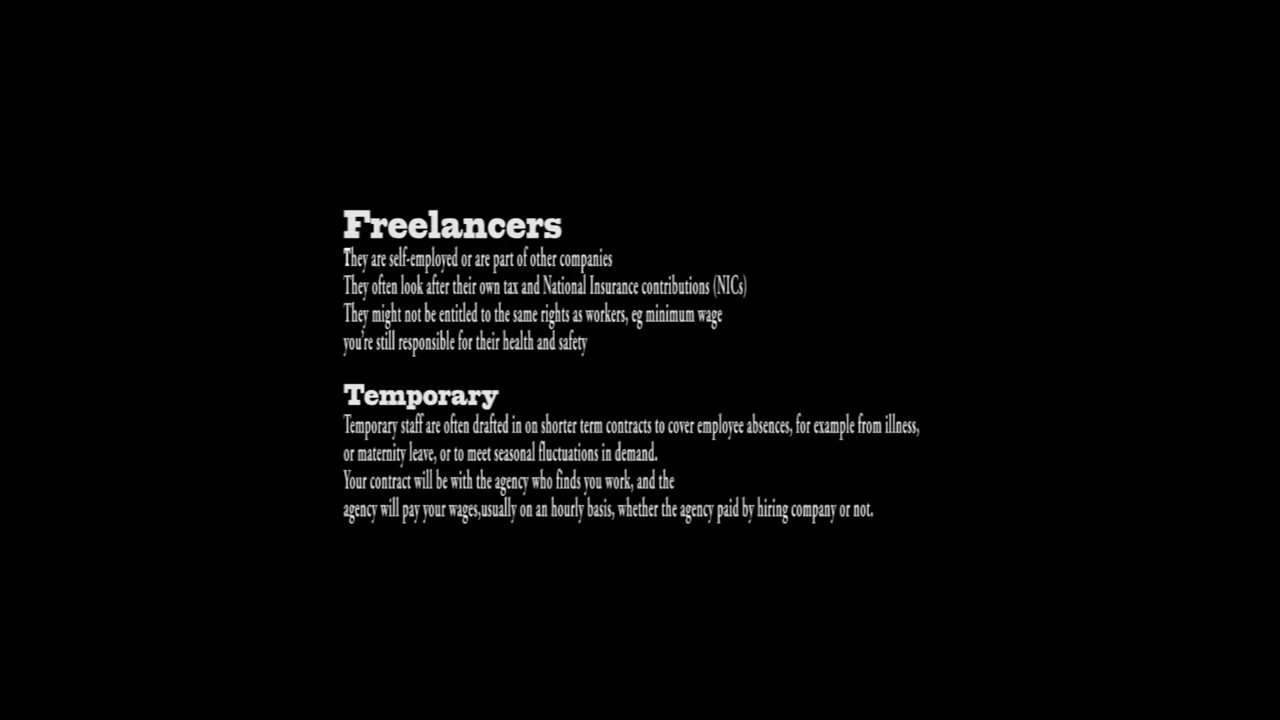 Freelancers
They are self-employed or are part of other companies
They often look after their own tax and National Insurance contributions (NICs)
They might not be entitled to the same rights as workers, eg minimum wage
you're still responsible for their health and safety
Temporary
Temporary staff are often drafted in on shorter term contracts to cover employee absences, for example from illness,
or maternity leave, or to meet seasonal fluctuations in demand.
Your contract will be with the agency who finds you work, and the
agency will pay your wages,usually on an hourly basis, whether the agency paid by hiring company or not.